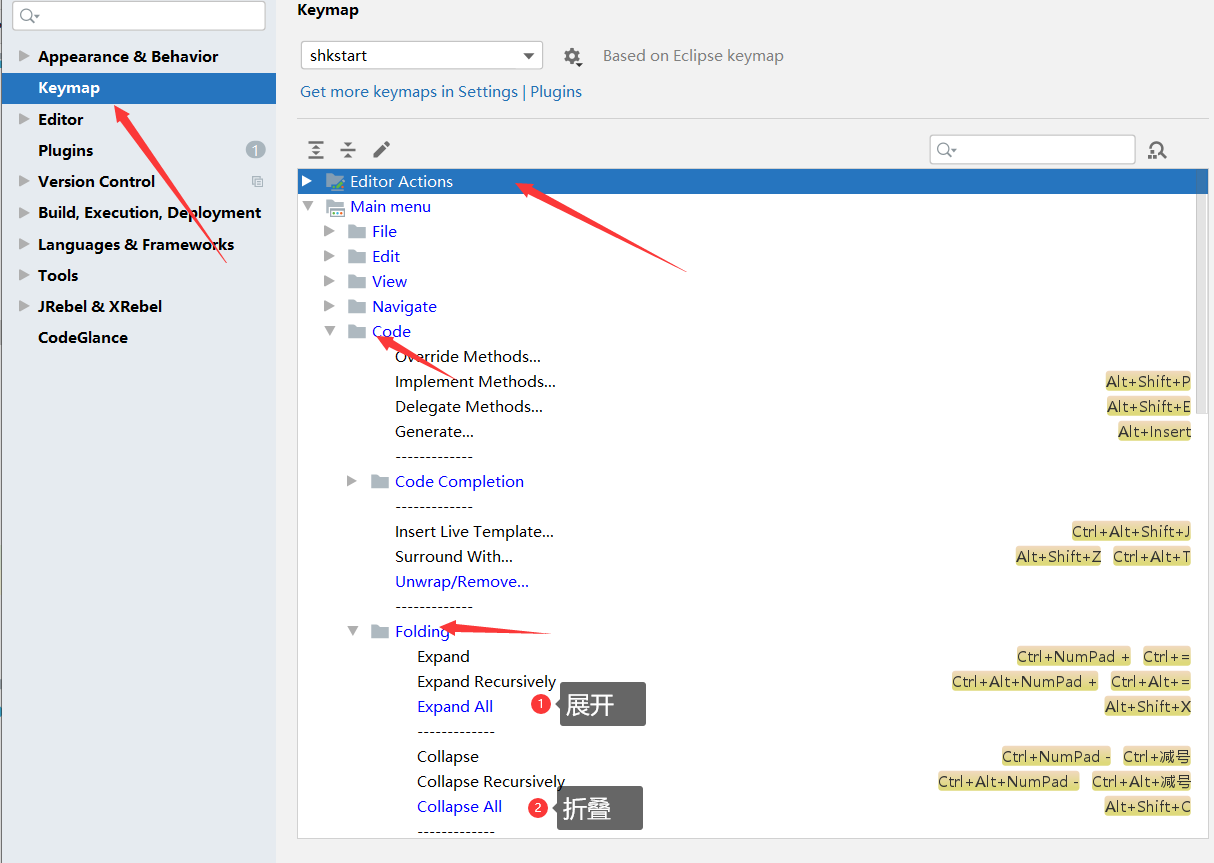 Keymap
Appearance & Behavior
Keymap
Editor
Plugins
1
Version Control
Build, Execution, Deployment
Languages & Frameworks
Tools
JRebel & XRebel
CodeGlance
shkstart
Based on Eclipse keymap
Get more keymaps in Settings | Plugins
Editor Actions
Main menu
File
Edit
View
Navigate
Code
Override Methods...
Implement Methods... Alt+Shift+P
Delegate Methods... Alt+Shift+E
Generate... Alt+Insert
-------------
Code Completion
-------------
Insert Live Template... Ctrl+Alt+Shift+J
Surround With... Alt+Shift+Z Ctrl+Alt+T
Unwrap/Remove...
-------------
Folding
Expand Ctrl+NumPad + Ctrl+=
Expand Recursively Ctrl+Alt+NumPad + Ctrl+Alt+=
Expand All 1 展开 Alt+Shift+X
-------------
Collapse Ctrl+NumPad - Ctrl+减号
Collapse Recursively Ctrl+Alt+NumPad - Ctrl+Alt+减号
Collapse All 2 折叠 Alt+Shift+C
-------------